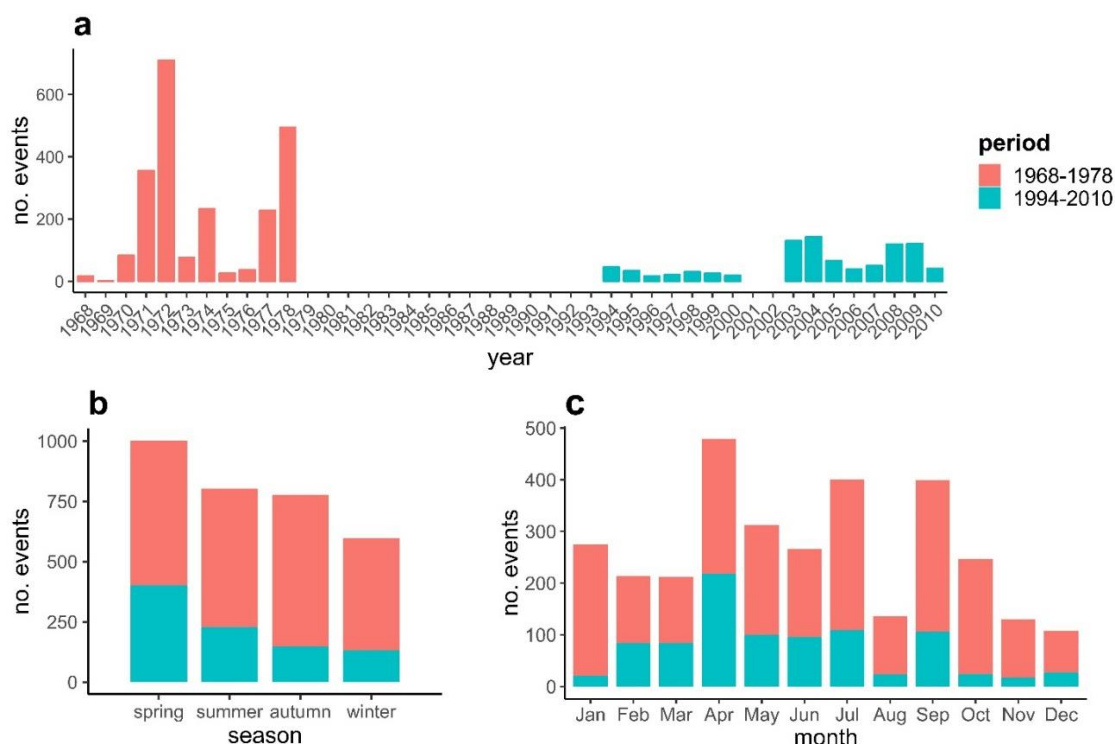 a
600
400
200
0
no. events
1968 1969 1970 1971 1972 1973 1974 1975 1976 1977 1978 1979 1980 1981 1982 1983 1984 1985 1986 1987 1988 1989 1990 1991 1992 1993 1994 1995 1996 1997 1998 1999 2000 2001 2002 2003 2004 2005 2006 2007 2008 2009 2010
year
period
1968-1978
1994-2010
b
1000
750
500
250
0
no. events
spring summer autumn winter
season
c
500
400
300
200
100
0
no. events
Jan Feb Mar Apr May Jun Jul Aug Sep Oct Nov Dec
month